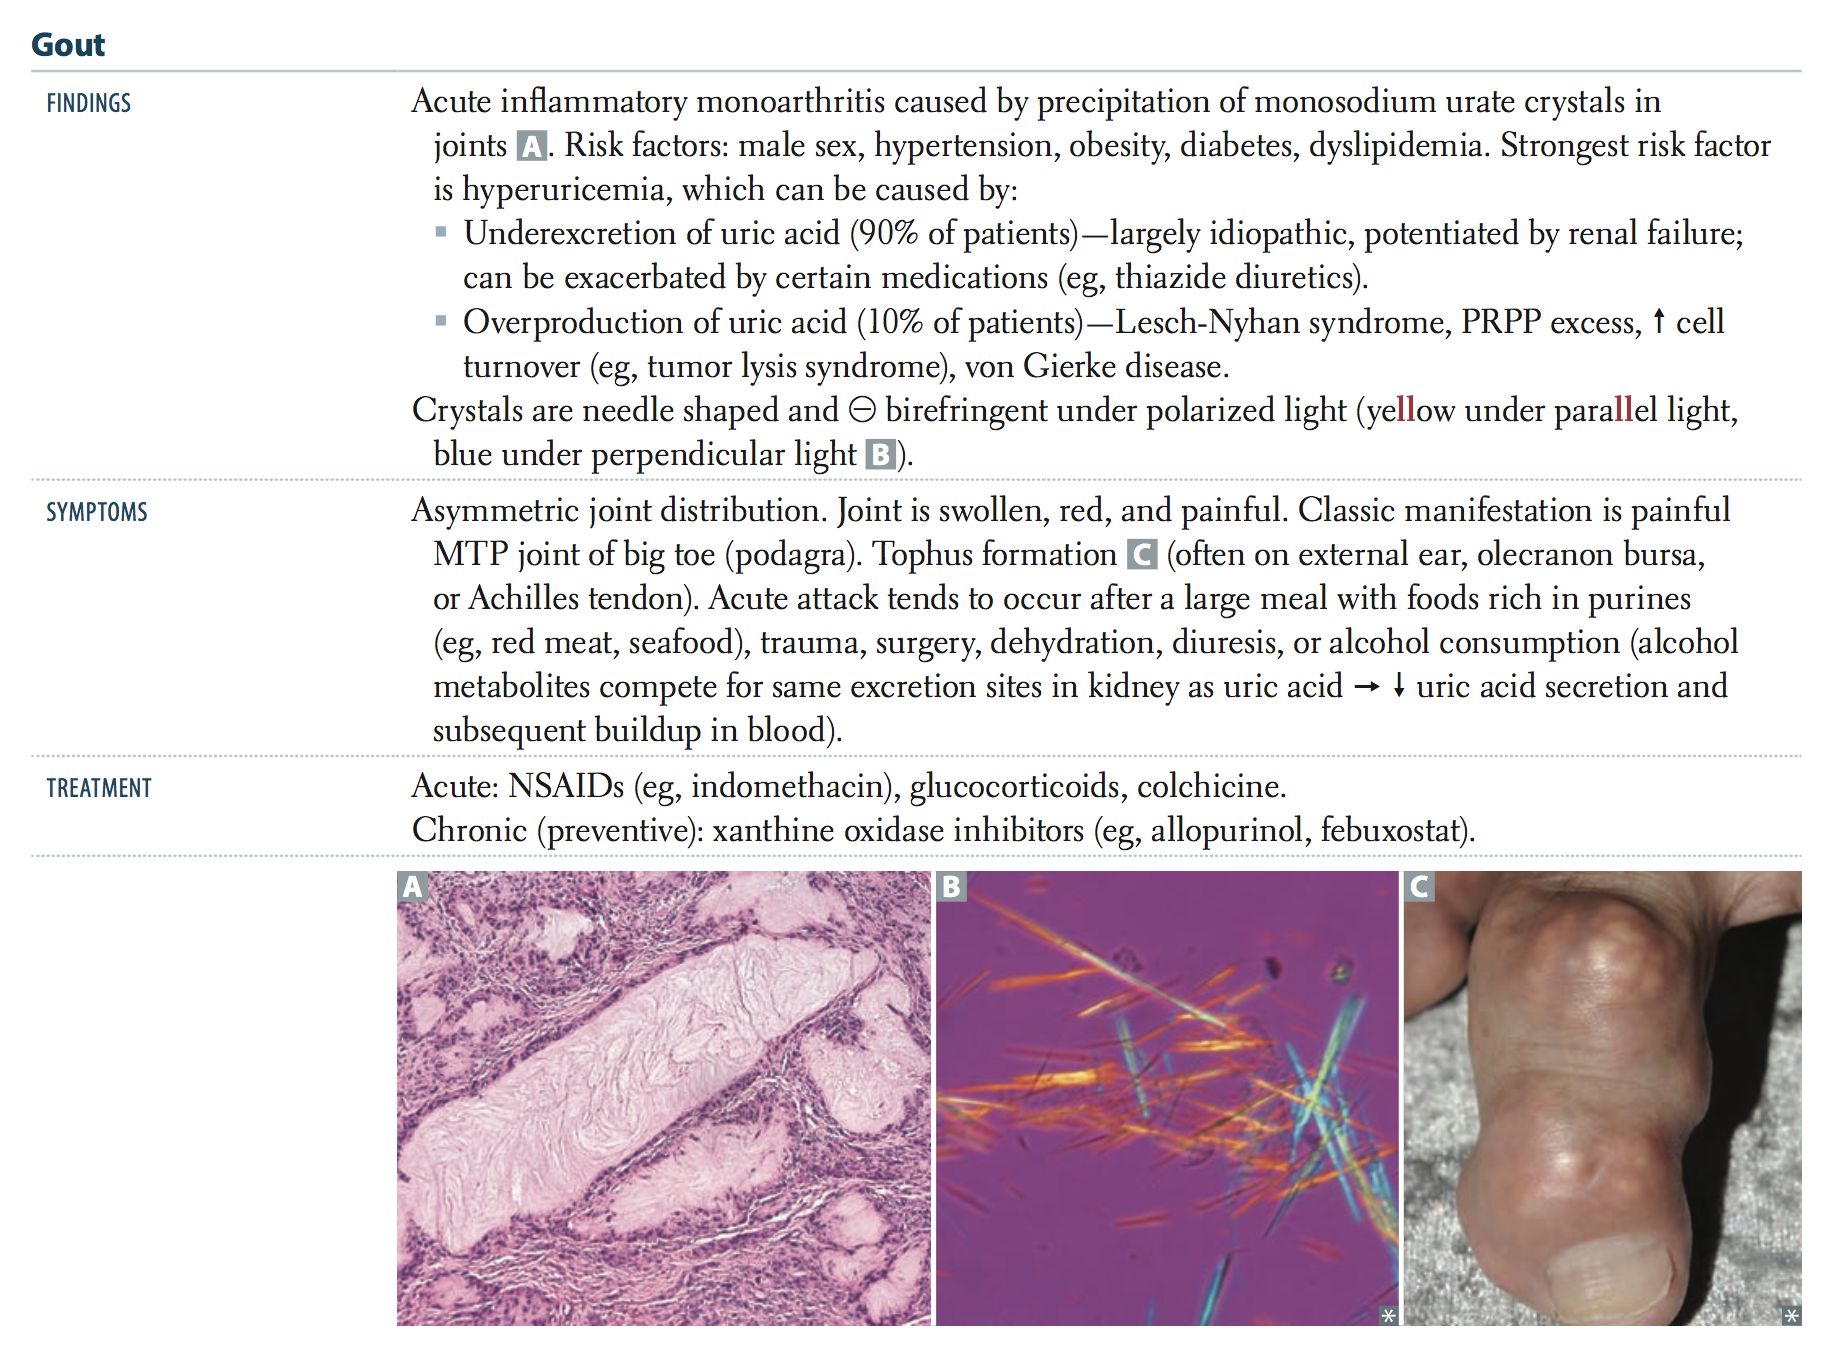 Gout
FINDINGS
Acute inflammatory monoarthritis caused by precipitation of monosodium urate crystals in
joints A. Risk factors: male sex, hypertension, obesity, diabetes, dyslipidemia. Strongest risk factor
is hyperuricemia, which can be caused by:
▪ Underexcretion of uric acid (90% of patients)—largely idiopathic, potentiated by renal failure;
can be exacerbated by certain medications (eg, thiazide diuretics).
▪ Overproduction of uric acid (10% of patients)—Lesch-Nyhan syndrome, PRPP excess, ↑ cell
turnover (eg, tumor lysis syndrome), von Gierke disease.
Crystals are needle shaped and ⊖ birefringent under polarized light (yellow under parallel light,
blue under perpendicular light B).
SYMPTOMS
Asymmetric joint distribution. Joint is swollen, red, and painful. Classic manifestation is painful
MTP joint of big toe (podagra). Tophus formation C (often on external ear, olecranon bursa,
or Achilles tendon). Acute attack tends to occur after a large meal with foods rich in purines
(eg, red meat, seafood), trauma, surgery, dehydration, diuresis, or alcohol consumption (alcohol
metabolites compete for same excretion sites in kidney as uric acid → ↓ uric acid secretion and
subsequent buildup in blood).
TREATMENT
Acute: NSAIDs (eg, indomethacin), glucocorticoids, colchicine.
Chronic (preventive): xanthine oxidase inhibitors (eg, allopurinol, febuxostat).
A
B
C